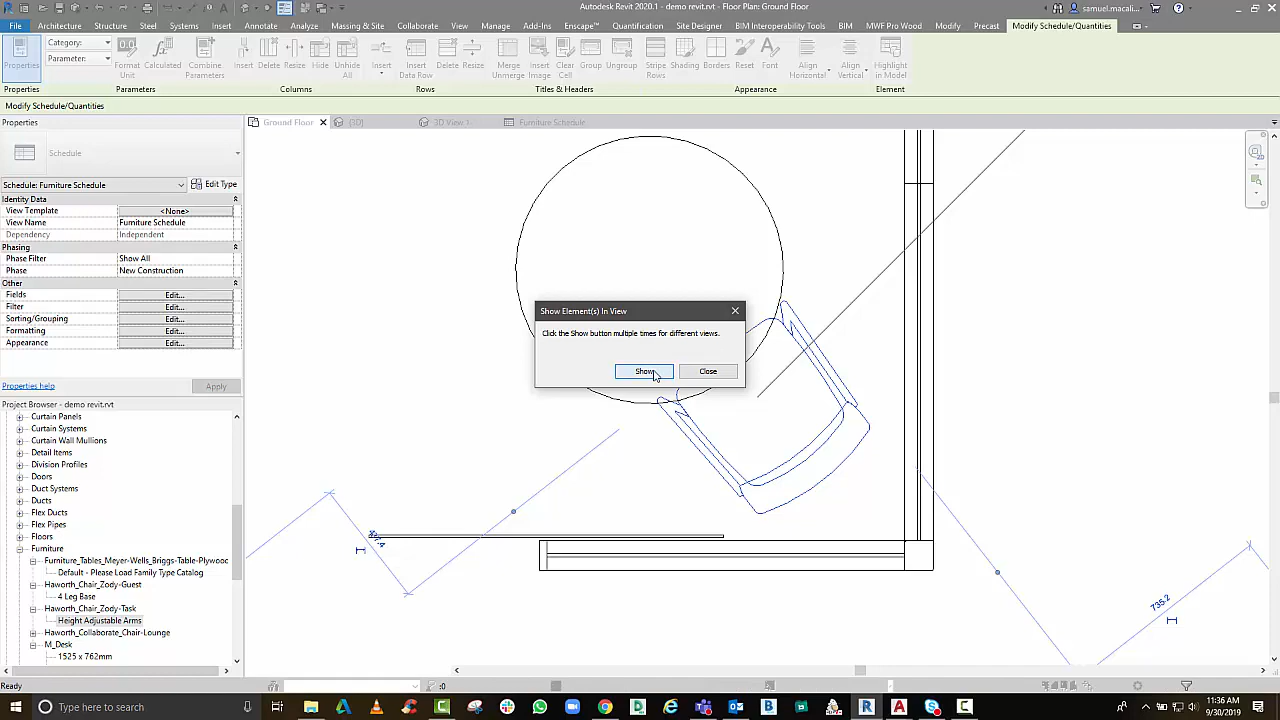 Autodesk Revit 2020.1 - demo revit.rvt - Floor Plan: Ground Floor
samuel.macali...
File Architecture Structure Steel Systems Insert Annotate Analyze Massing & Site Collaborate View Manage Add-Ins Enscape™ Quantification Site Designer BIM Interoperability Tools BIM MWF Pro Wood Modify Precast Modify Schedule/Quantities
Properties
Category:
Parameter:
Format Unit
Calculated
Combine Parameters
Insert
Delete
Resize
Hide
Unhide All
Insert
Insert Data Row
Delete
Resize
Merge Unmerge
Insert Image
Clear Cell
Group
Ungroup
Stripe Rows
Shading
Borders
Reset
Font
Align Horizontal
Align Vertical
Highlight in Model
Properties Parameters Columns Rows Titles & Headers Appearance Element
Modify Schedule/Quantities
Properties
Ground Floor
{3D}
3D View 1
Furniture Schedule
Schedule
Schedule: Furniture Schedule
Edit Type
Identity Data
View Template <None>
View Name Furniture Schedule
Dependency Independent
Phasing
Phase Filter Show All
Phase New Construction
Other
Fields Edit...
Filter Edit...
Sorting/Grouping Edit...
Formatting Edit...
Appearance Edit...
Properties help
Apply
Project Browser - demo revit.rvt
Curtain Panels
Curtain Systems
Curtain Wall Mullions
Detail Items
Division Profiles
Doors
Duct Systems
Ducts
Flex Ducts
Flex Pipes
Floors
Furniture
Furniture_Tables_Meyer-Wells_Briggs-Table-Plywoo
Default - Please Load Family Type Catalog
Haworth_Chair_Zody-Guest
4 Leg Base
Haworth_Chair_Zody-Task
Height Adjustable Arms
Haworth_Collaborate_Chair-Lounge
M_Desk
1525 x 762mm
Show Element(s) In View
Click the Show button multiple times for different views.
Show
Close
735.2
Ready
:0
Type here to search
11:36 AM
9/30/2019